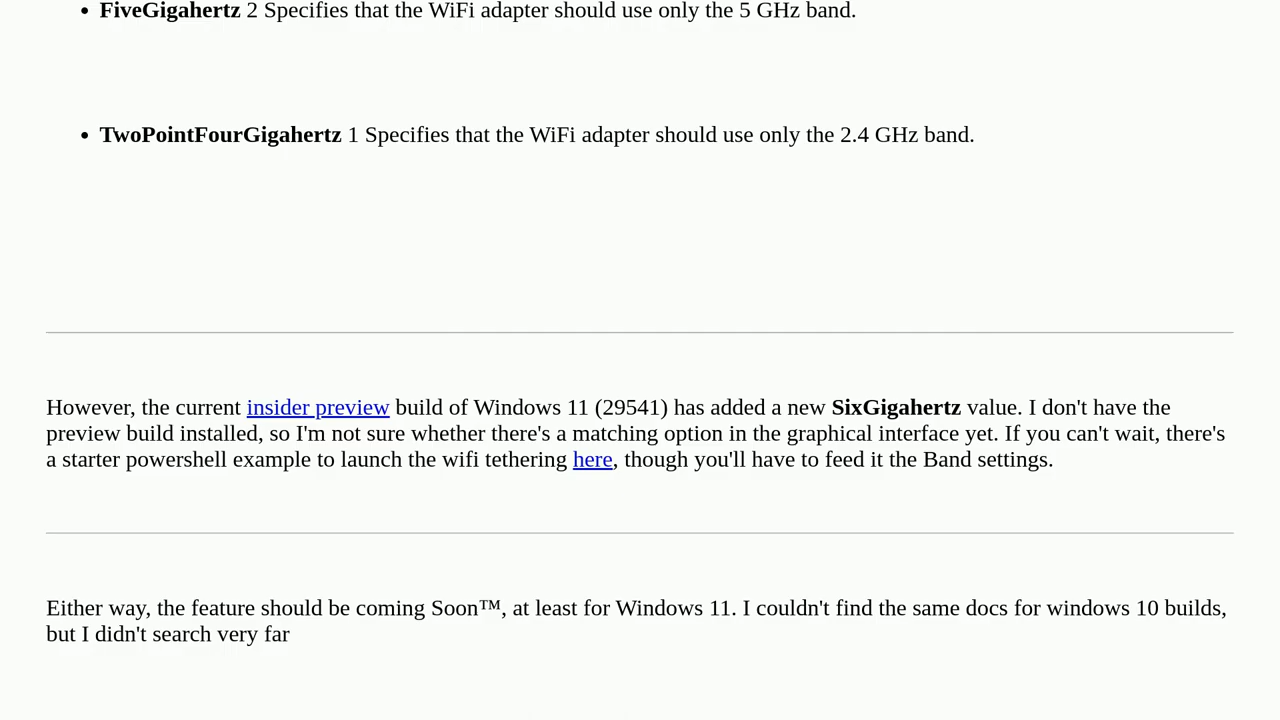 • FiveGigahertz 2 Specifies that the WiFi adapter should use only the 5 GHz band.
• TwoPointFourGigahertz 1 Specifies that the WiFi adapter should use only the 2.4 GHz band.
However, the current insider preview build of Windows 11 (29541) has added a new SixGigahertz value. I don't have the
preview build installed, so I'm not sure whether there's a matching option in the graphical interface yet. If you can't wait, there's
a starter powershell example to launch the wifi tethering here, though you'll have to feed it the Band settings.
Either way, the feature should be coming Soon™, at least for Windows 11. I couldn't find the same docs for windows 10 builds,
but I didn't search very far